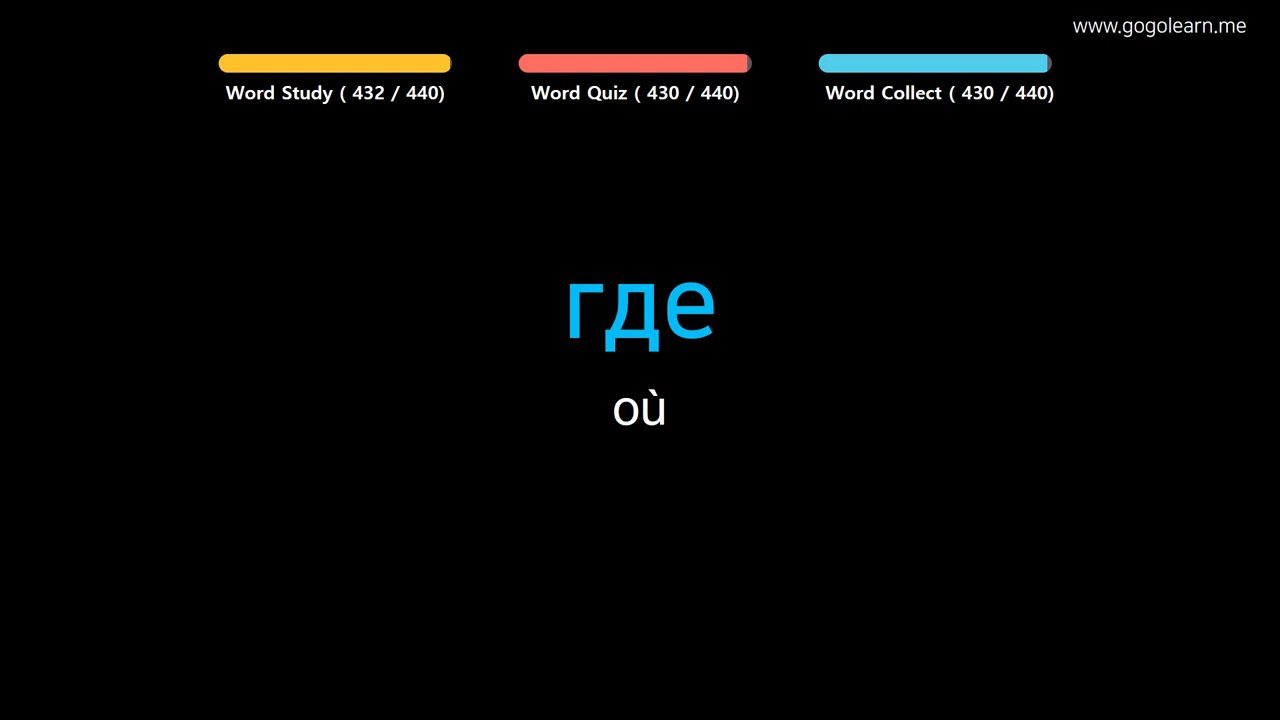 www.gogolearn.me
Word Study ( 432 / 440)
Word Quiz ( 430 / 440)
Word Collect ( 430 / 440)
где
où